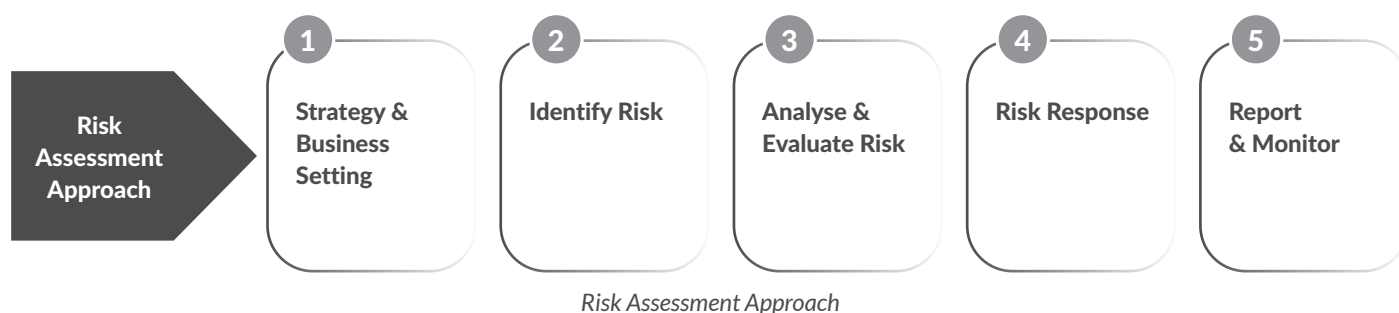 Risk
Assessment
Approach
1
Strategy &
Business
Setting
2
Identify Risk
3
Analyse &
Evaluate Risk
4
Risk Response
5
Report
& Monitor
Risk Assessment Approach